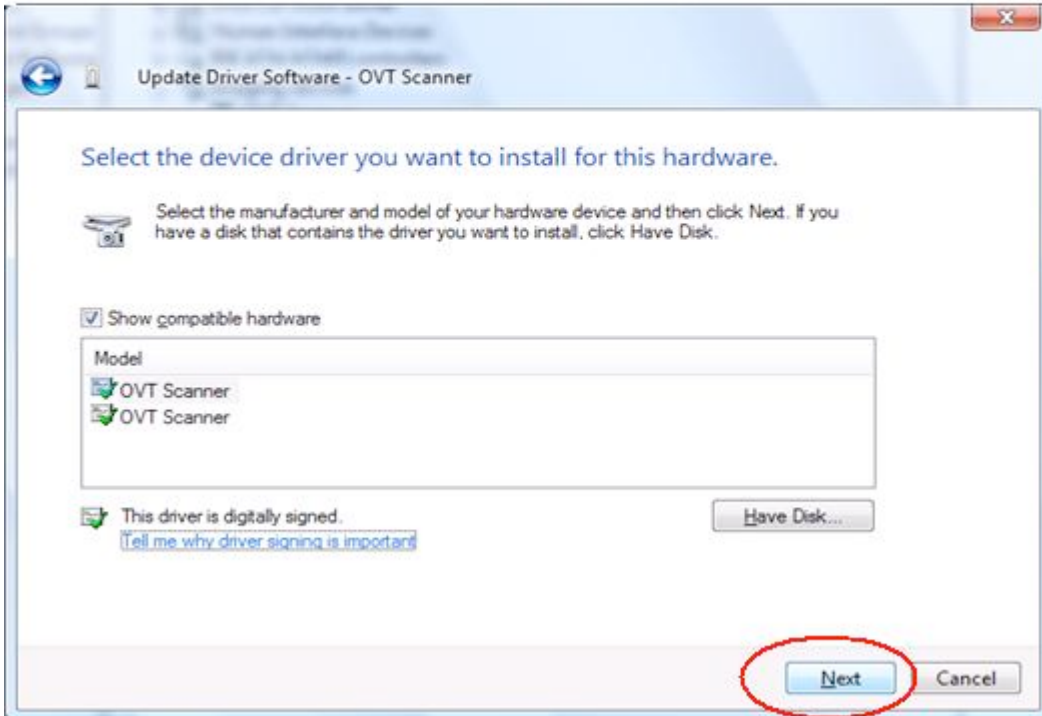 Human Interface Devices
Update Driver Software - OVT Scanner
Select the device driver you want to install for this hardware.
Select the manufacturer and model of your hardware device and then click Next. If you
have a disk that contains the driver you want to install, click Have Disk.
Show compatible hardware
Model
OVT Scanner
OVT Scanner
This driver is digitally signed.
Have Disk...
Tell me why driver signing is important
Next
Cancel